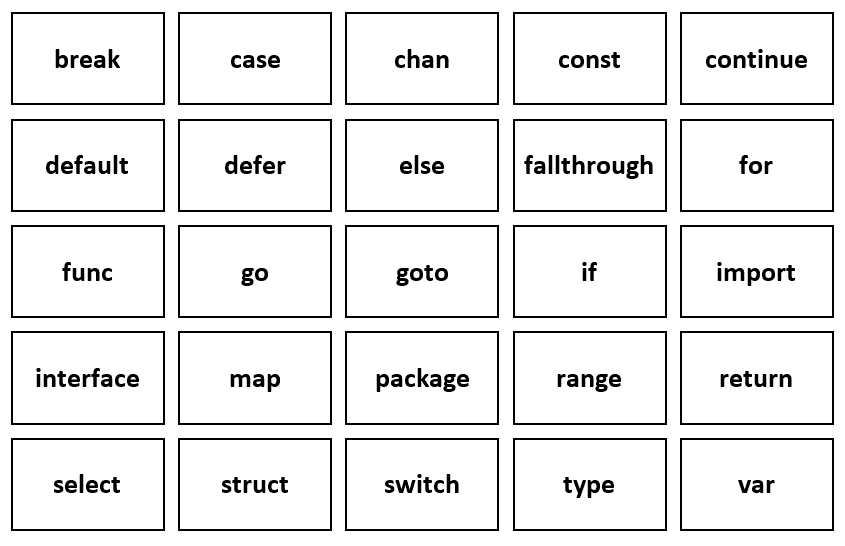 break case chan const continue
default defer else fallthrough for
func go goto if import
interface map package range return
select struct switch type var